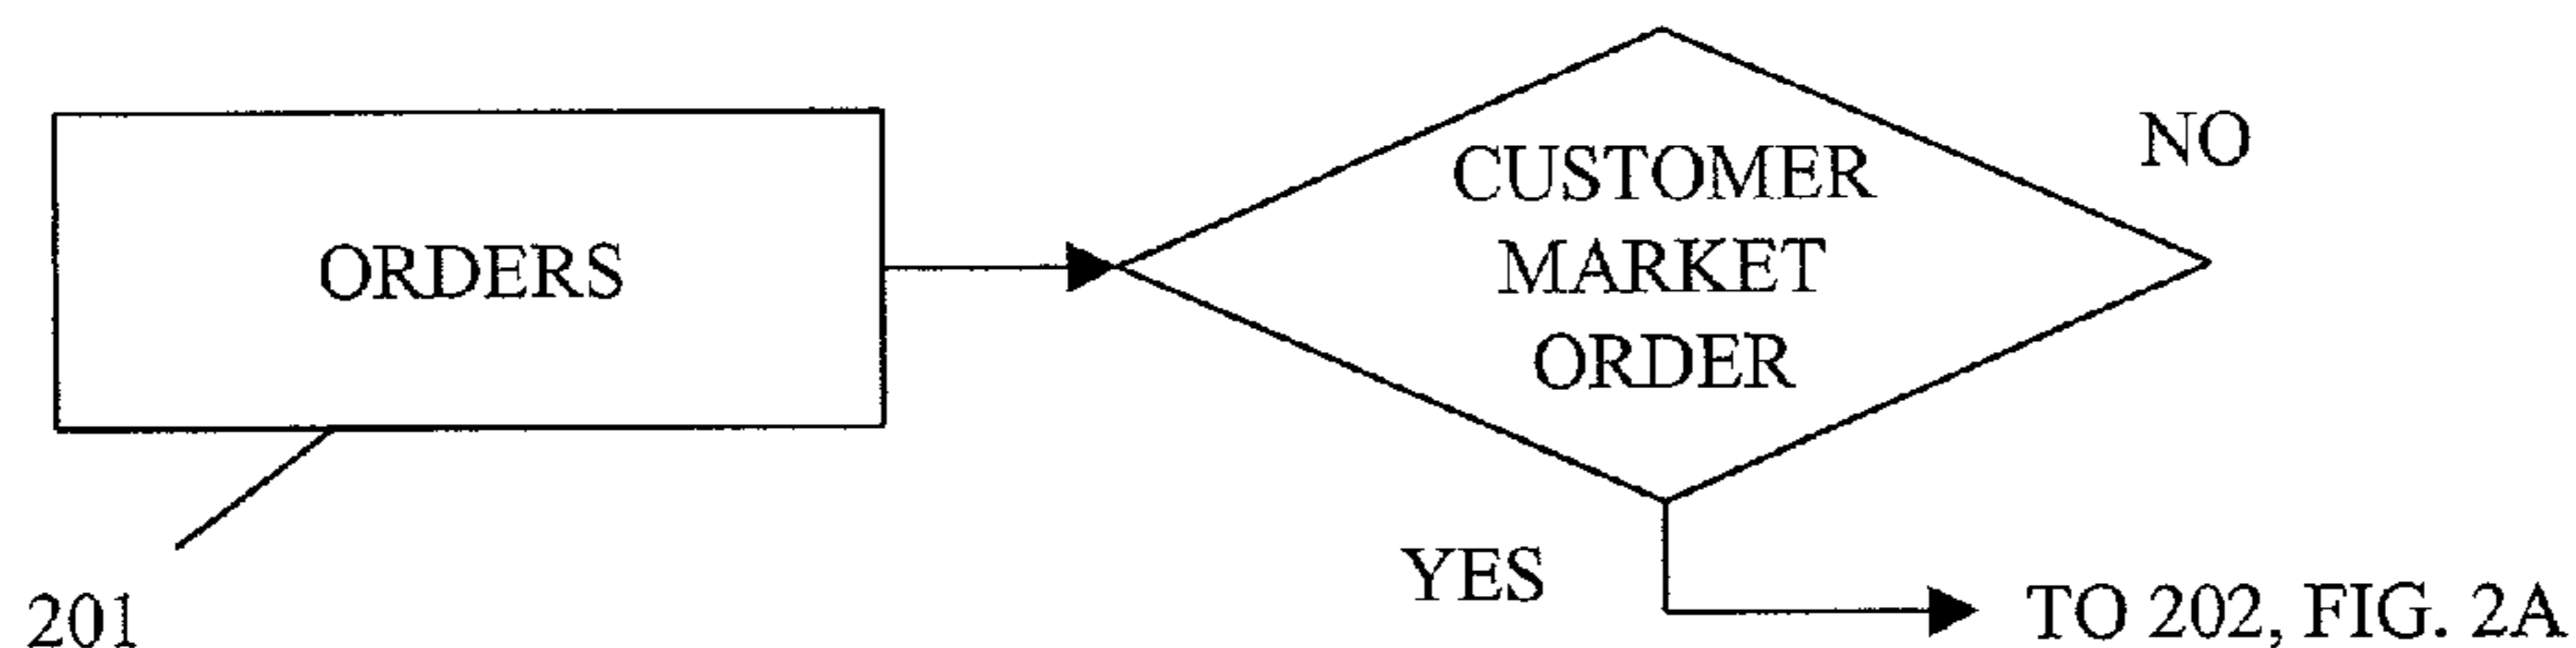 ORDERS
CUSTOMER
MARKET
ORDER
NO
YES
TO 202, FIG. 2A
201